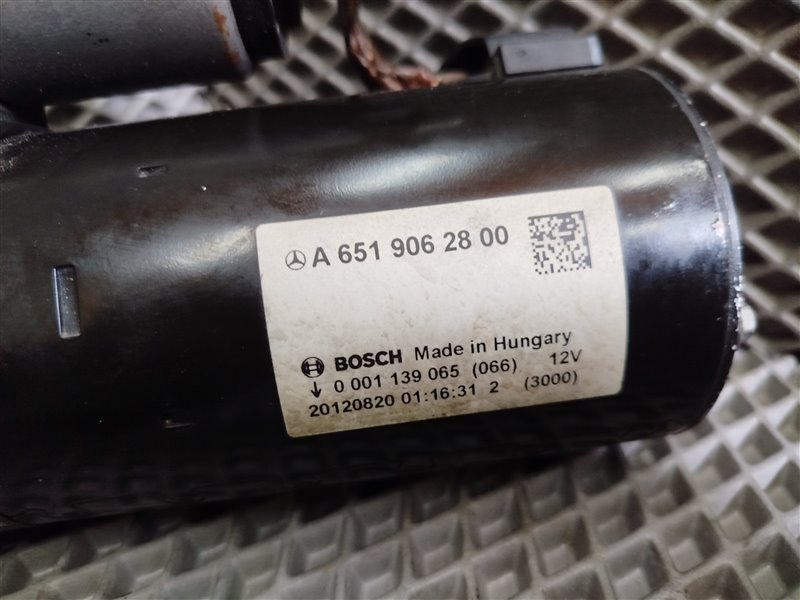 A 651 906 28 00
BOSCH Made in Hungary
↓ 0 001 139 065 (066) 12V
20120820 01:16:31 2 (3000)